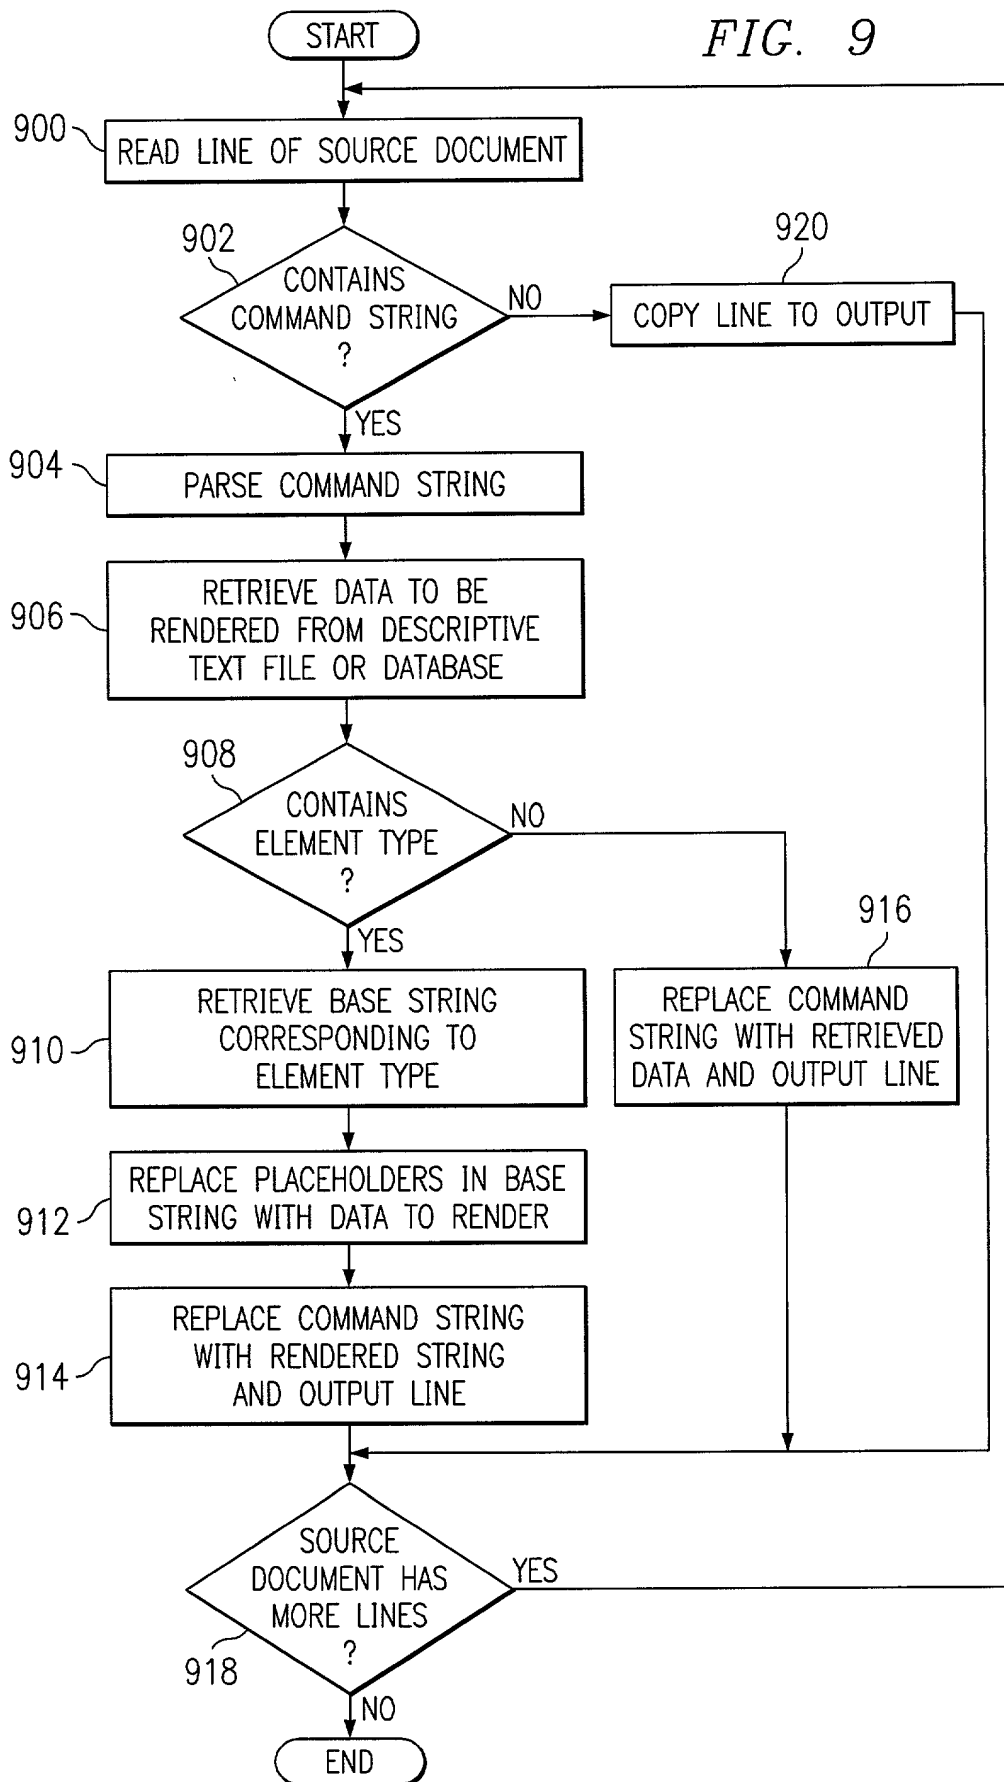 START
FIG. 9
900
READ LINE OF SOURCE DOCUMENT
902
CONTAINS
COMMAND STRING
?
NO
920
COPY LINE TO OUTPUT
YES
904
PARSE COMMAND STRING
906
RETRIEVE DATA TO BE
RENDERED FROM DESCRIPTIVE
TEXT FILE OR DATABASE
908
CONTAINS
ELEMENT TYPE
?
NO
YES
916
REPLACE COMMAND
STRING WITH RETRIEVED
DATA AND OUTPUT LINE
910
RETRIEVE BASE STRING
CORRESPONDING TO
ELEMENT TYPE
912
REPLACE PLACEHOLDERS IN BASE
STRING WITH DATA TO RENDER
914
REPLACE COMMAND STRING
WITH RENDERED STRING
AND OUTPUT LINE
SOURCE
DOCUMENT HAS
MORE LINES
?
YES
918
NO
END